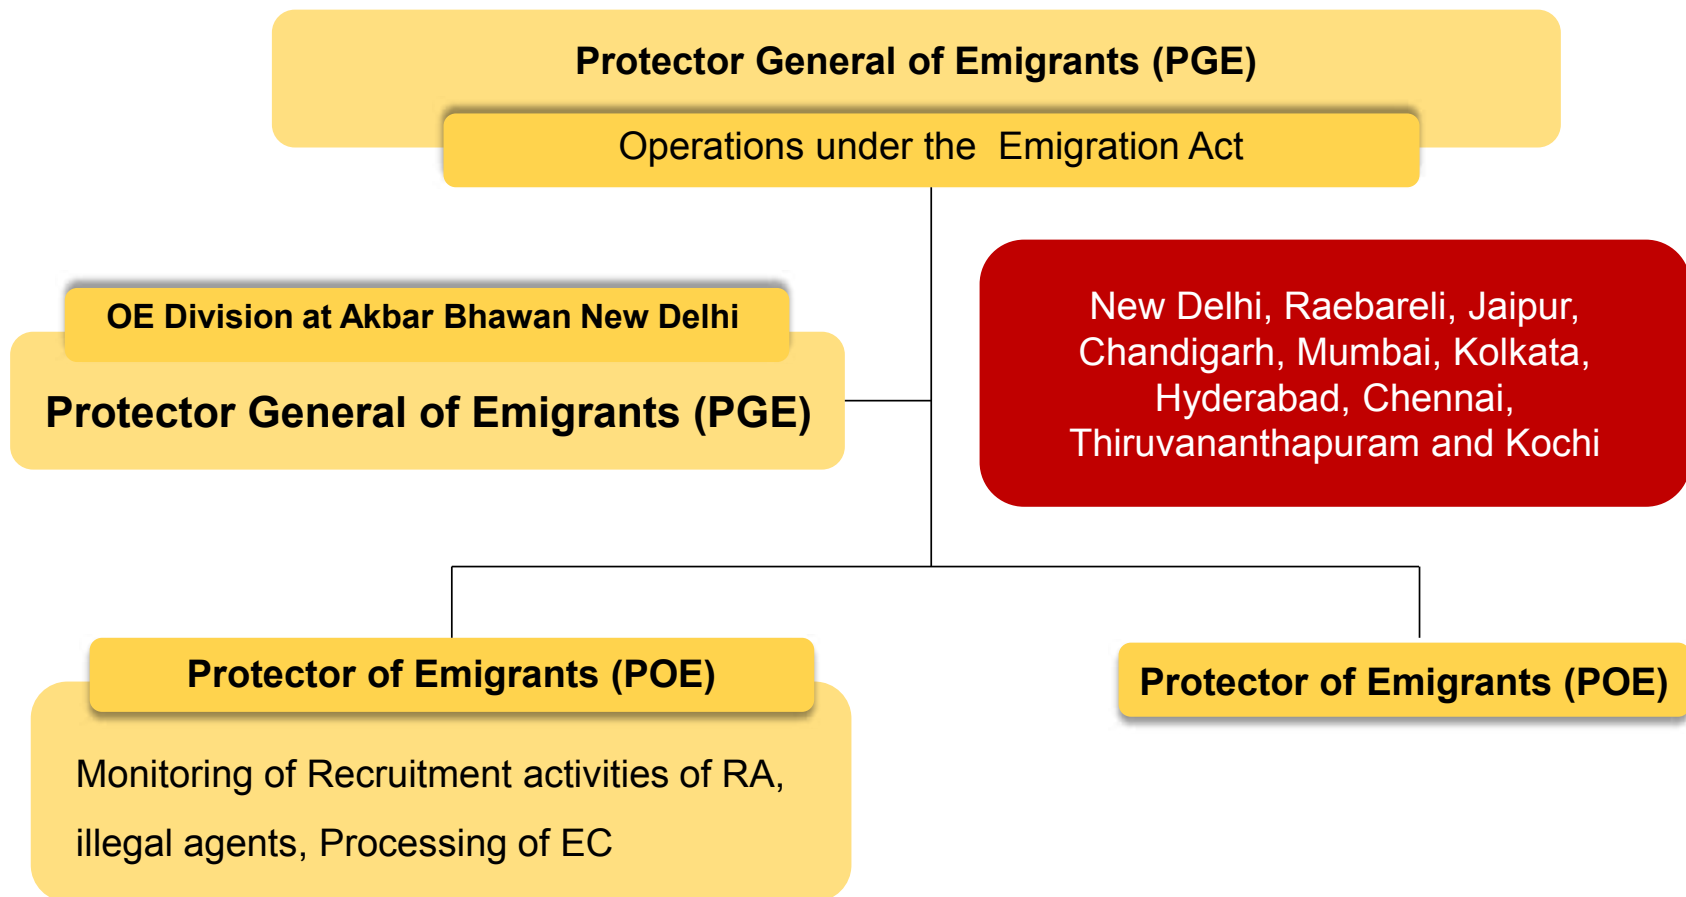 Protector General of Emigrants (PGE)
Operations under the Emigration Act
OE Division at Akbar Bhawan New Delhi
Protector General of Emigrants (PGE)
New Delhi, Raebareli, Jaipur,
Chandigarh, Mumbai, Kolkata,
Hyderabad, Chennai,
Thiruvananthapuram and Kochi
Protector of Emigrants (POE)
Monitoring of Recruitment activities of RA,
illegal agents, Processing of EC
Protector of Emigrants (POE)